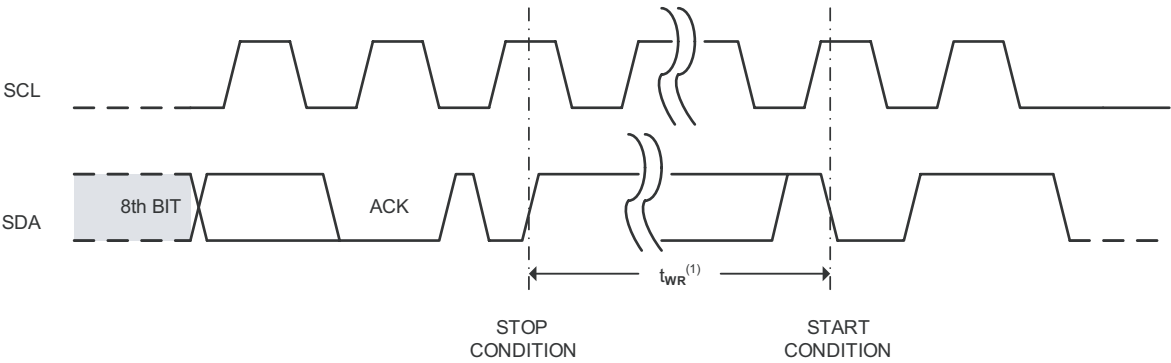 SCL
8th BIT
ACK
SDA
tWR(1)
STOP
CONDITION
START
CONDITION